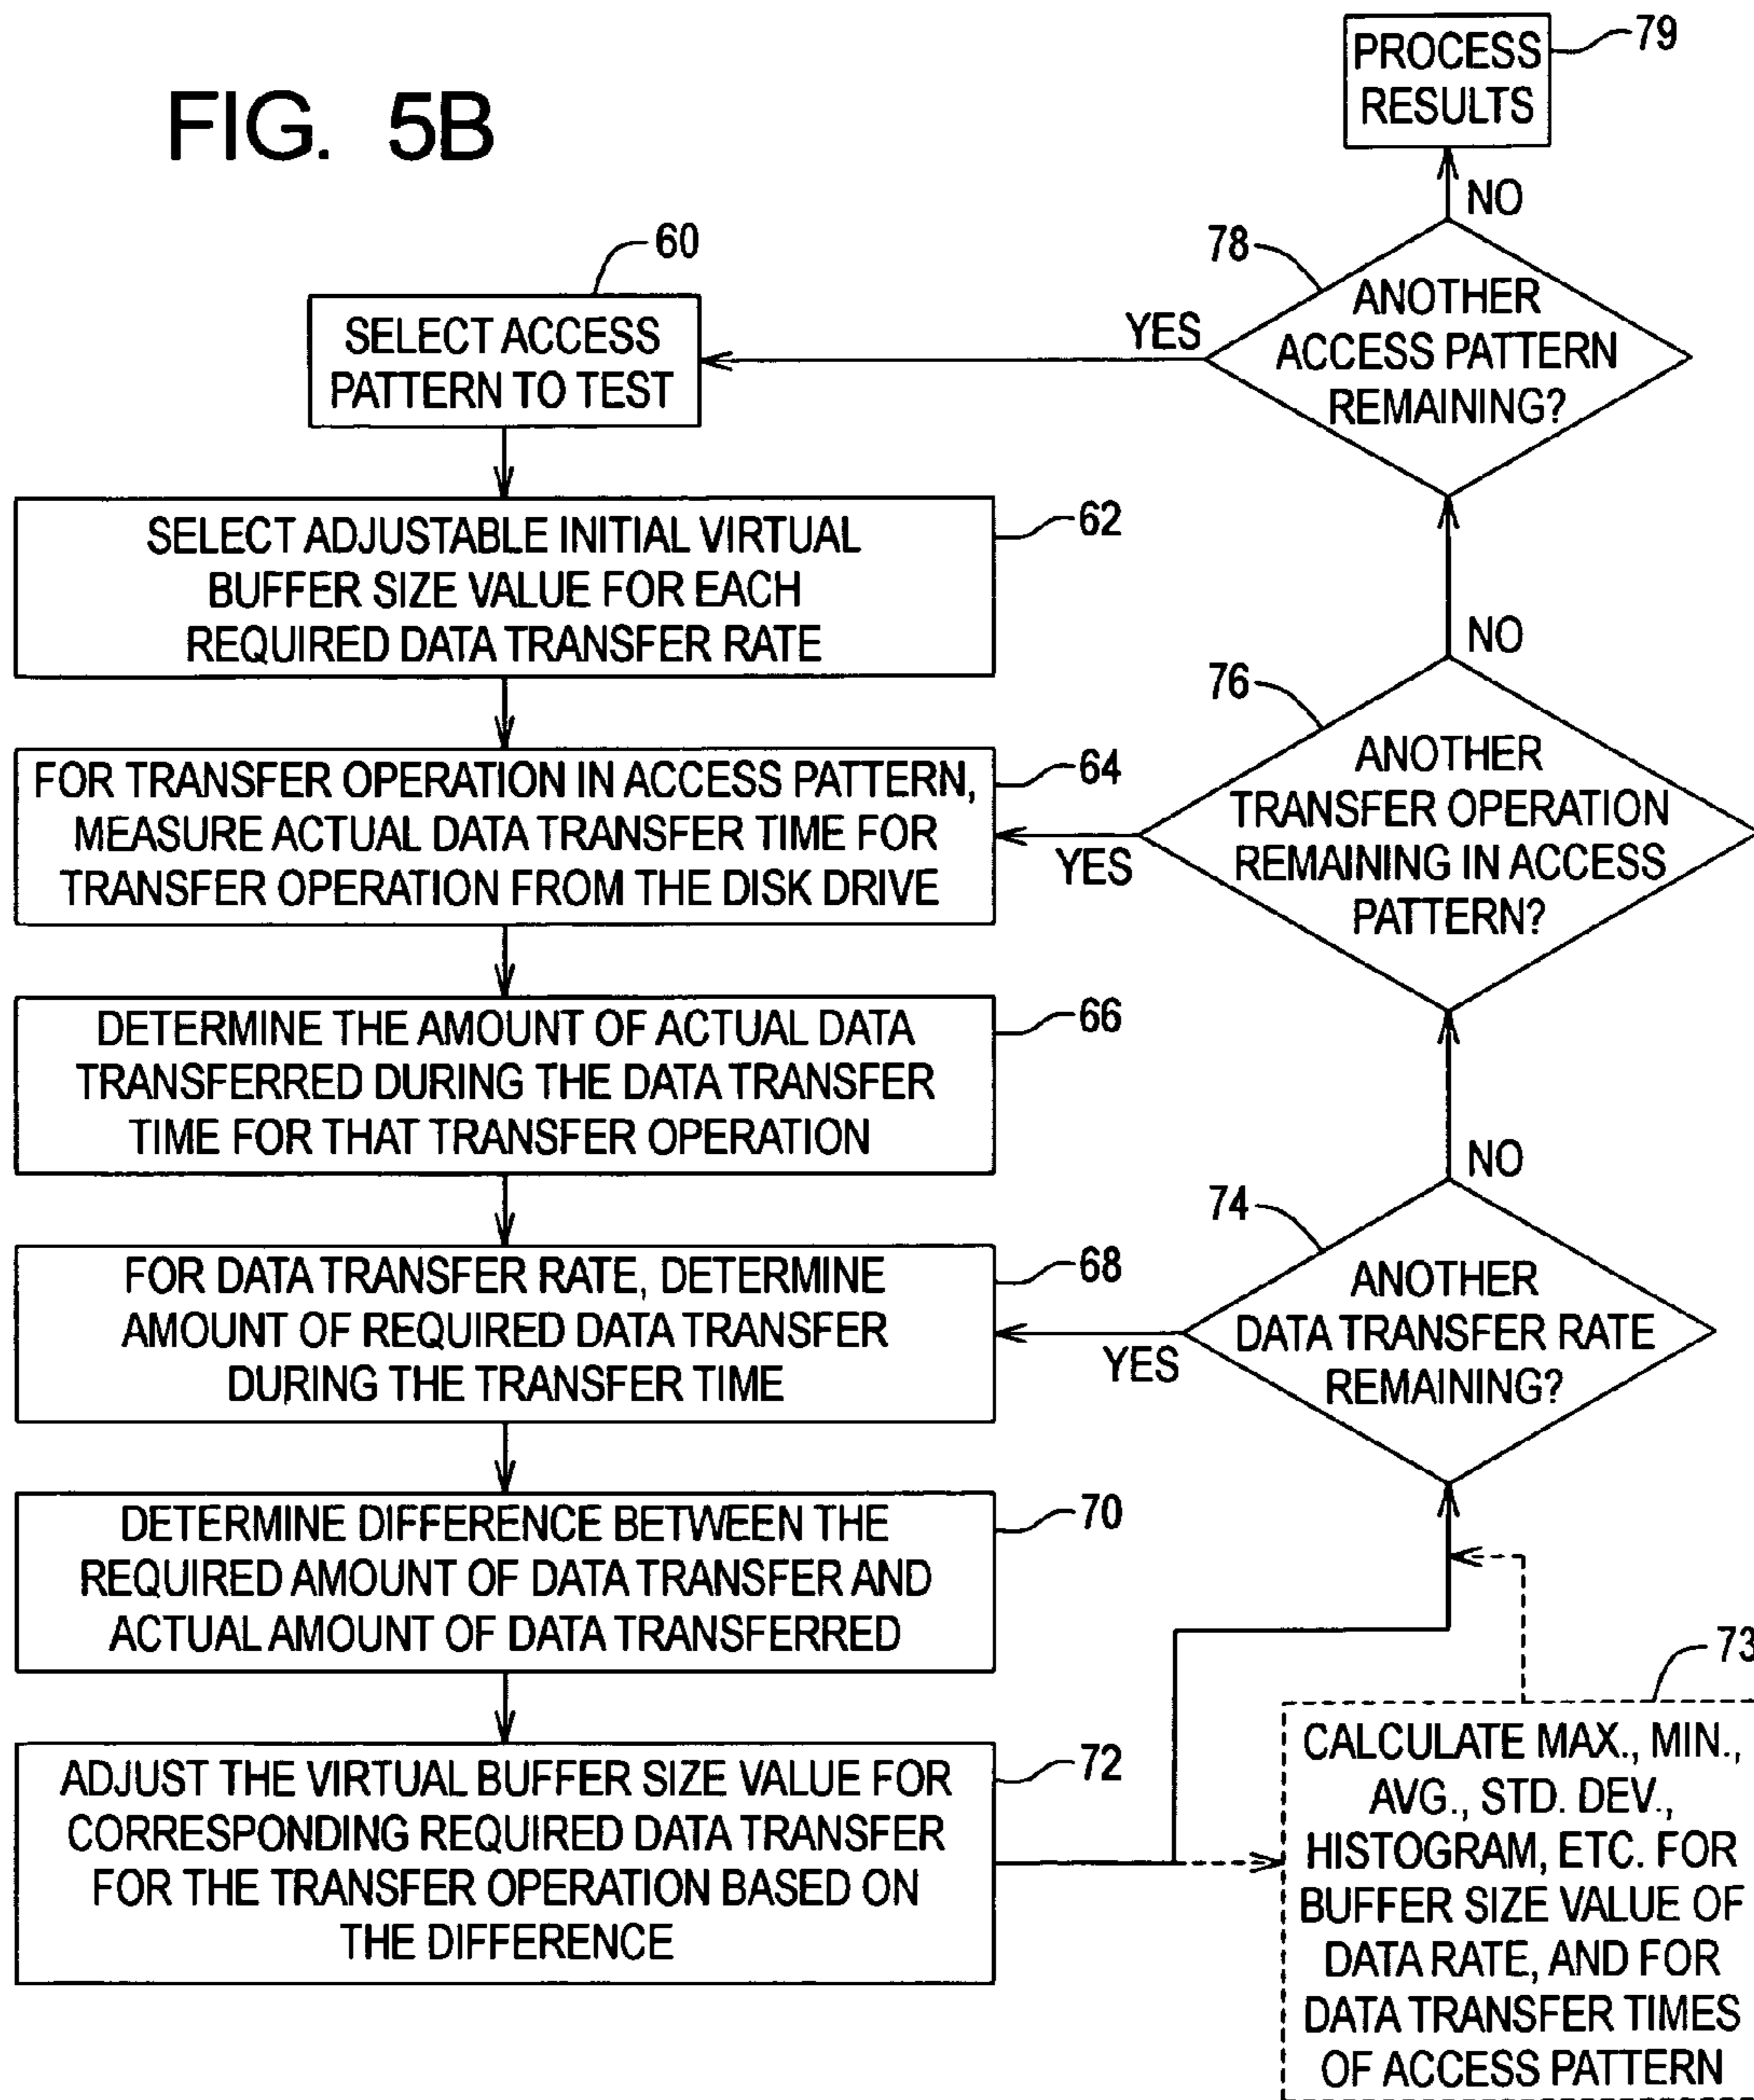 FIG. 5B
60
SELECT ACCESS
PATTERN TO TEST
62
SELECT ADJUSTABLE INITIAL VIRTUAL
BUFFER SIZE VALUE FOR EACH
REQUIRED DATA TRANSFER RATE
64
FOR TRANSFER OPERATION IN ACCESS PATTERN,
MEASURE ACTUAL DATA TRANSFER TIME FOR
TRANSFER OPERATION FROM THE DISK DRIVE
66
DETERMINE THE AMOUNT OF ACTUAL DATA
TRANSFERRED DURING THE DATA TRANSFER
TIME FOR THAT TRANSFER OPERATION
68
FOR DATA TRANSFER RATE, DETERMINE
AMOUNT OF REQUIRED DATA TRANSFER
DURING THE TRANSFER TIME
70
DETERMINE DIFFERENCE BETWEEN THE
REQUIRED AMOUNT OF DATA TRANSFER AND
ACTUAL AMOUNT OF DATA TRANSFERRED
72
ADJUST THE VIRTUAL BUFFER SIZE VALUE FOR
CORRESPONDING REQUIRED DATA TRANSFER
FOR THE TRANSFER OPERATION BASED ON
THE DIFFERENCE
73
CALCULATE MAX., MIN.,
AVG., STD. DEV.,
HISTOGRAM, ETC. FOR
BUFFER SIZE VALUE OF
DATA RATE, AND FOR
DATA TRANSFER TIMES
OF ACCESS PATTERN
74
ANOTHER
DATA TRANSFER RATE
REMAINING?
YES
NO
76
ANOTHER
TRANSFER OPERATION
REMAINING IN ACCESS
PATTERN?
YES
NO
78
ANOTHER
ACCESS PATTERN
REMAINING?
YES
NO
79
PROCESS
RESULTS